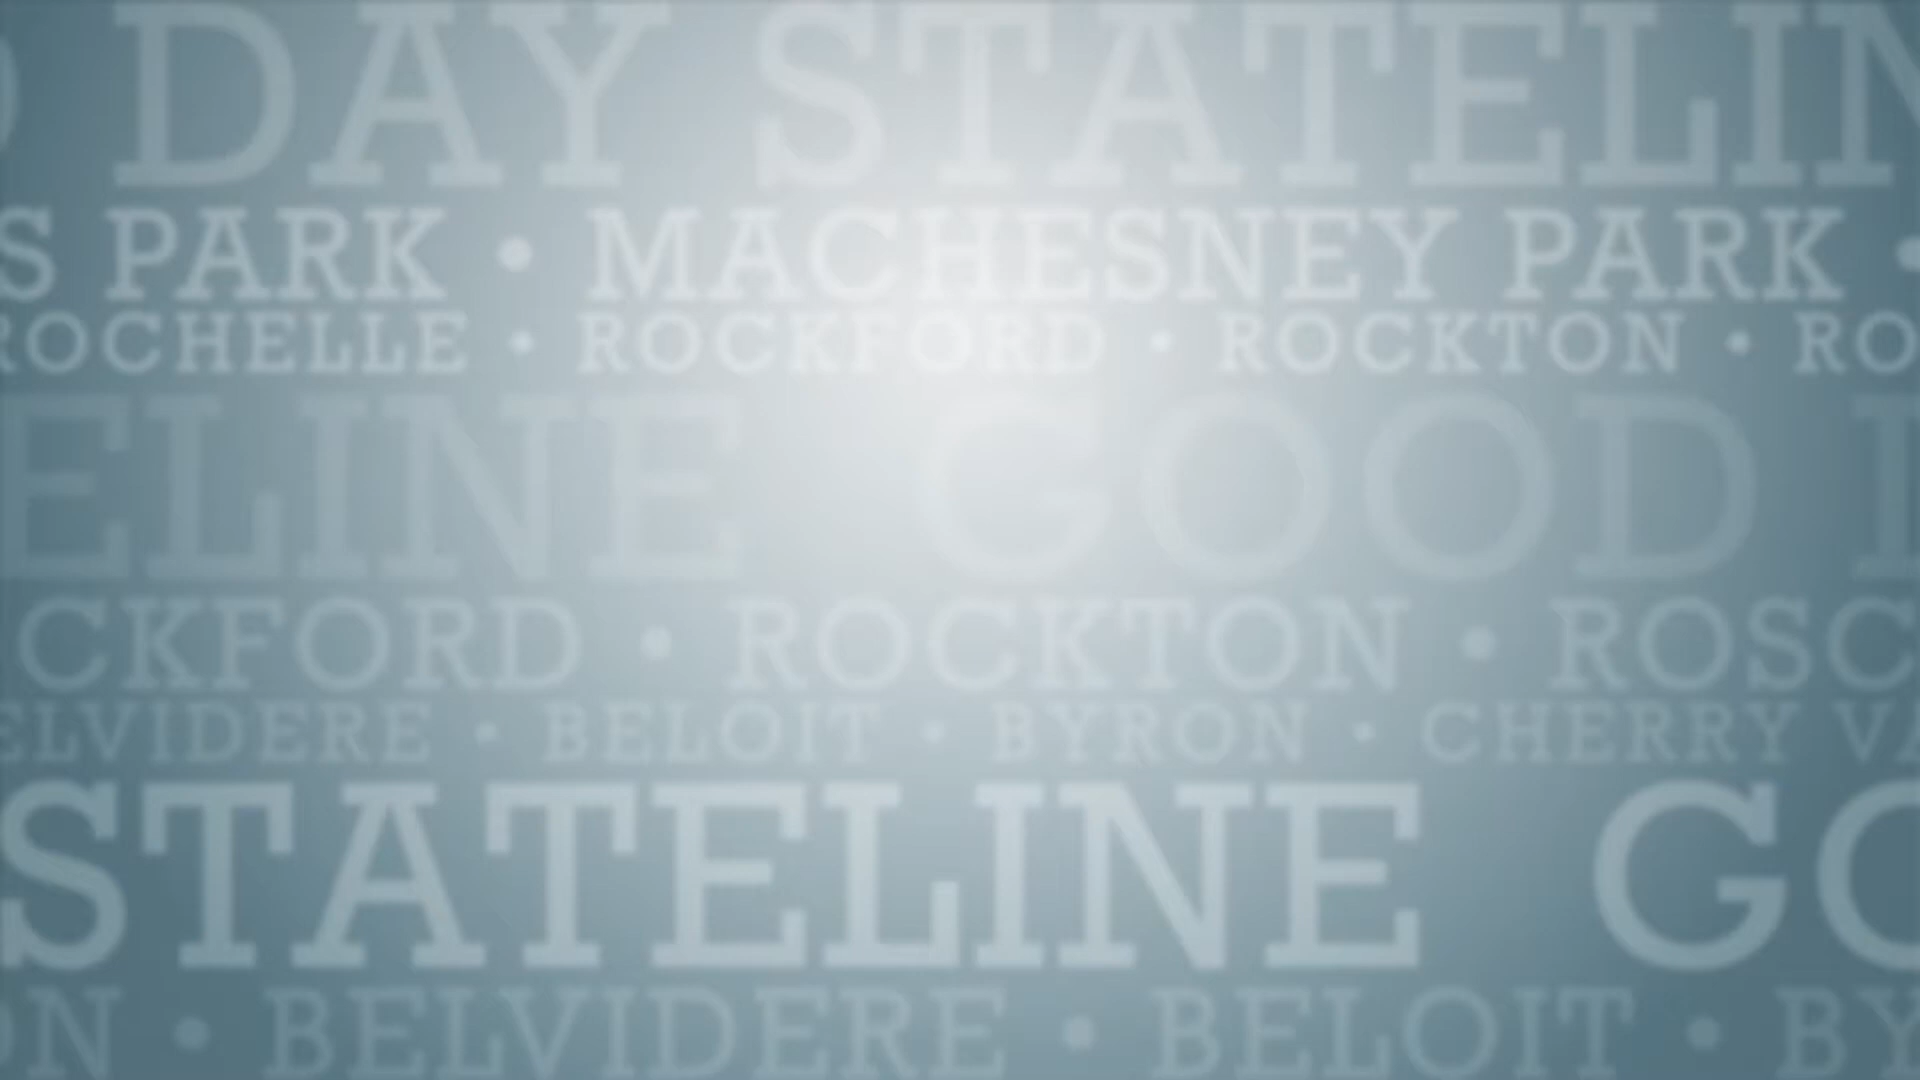 DAY STATELIN
S PARK • MACHESNEY PARK •
ROCHELLE • ROCKFORD • ROCKTON • RO
ELINE GOOD D
CKFORD • ROCKTON • ROSC
ELVIDERE • BELOIT • BYRON • CHERRY VA
STATELINE GO
ON • BELVIDERE • BELOIT • BY